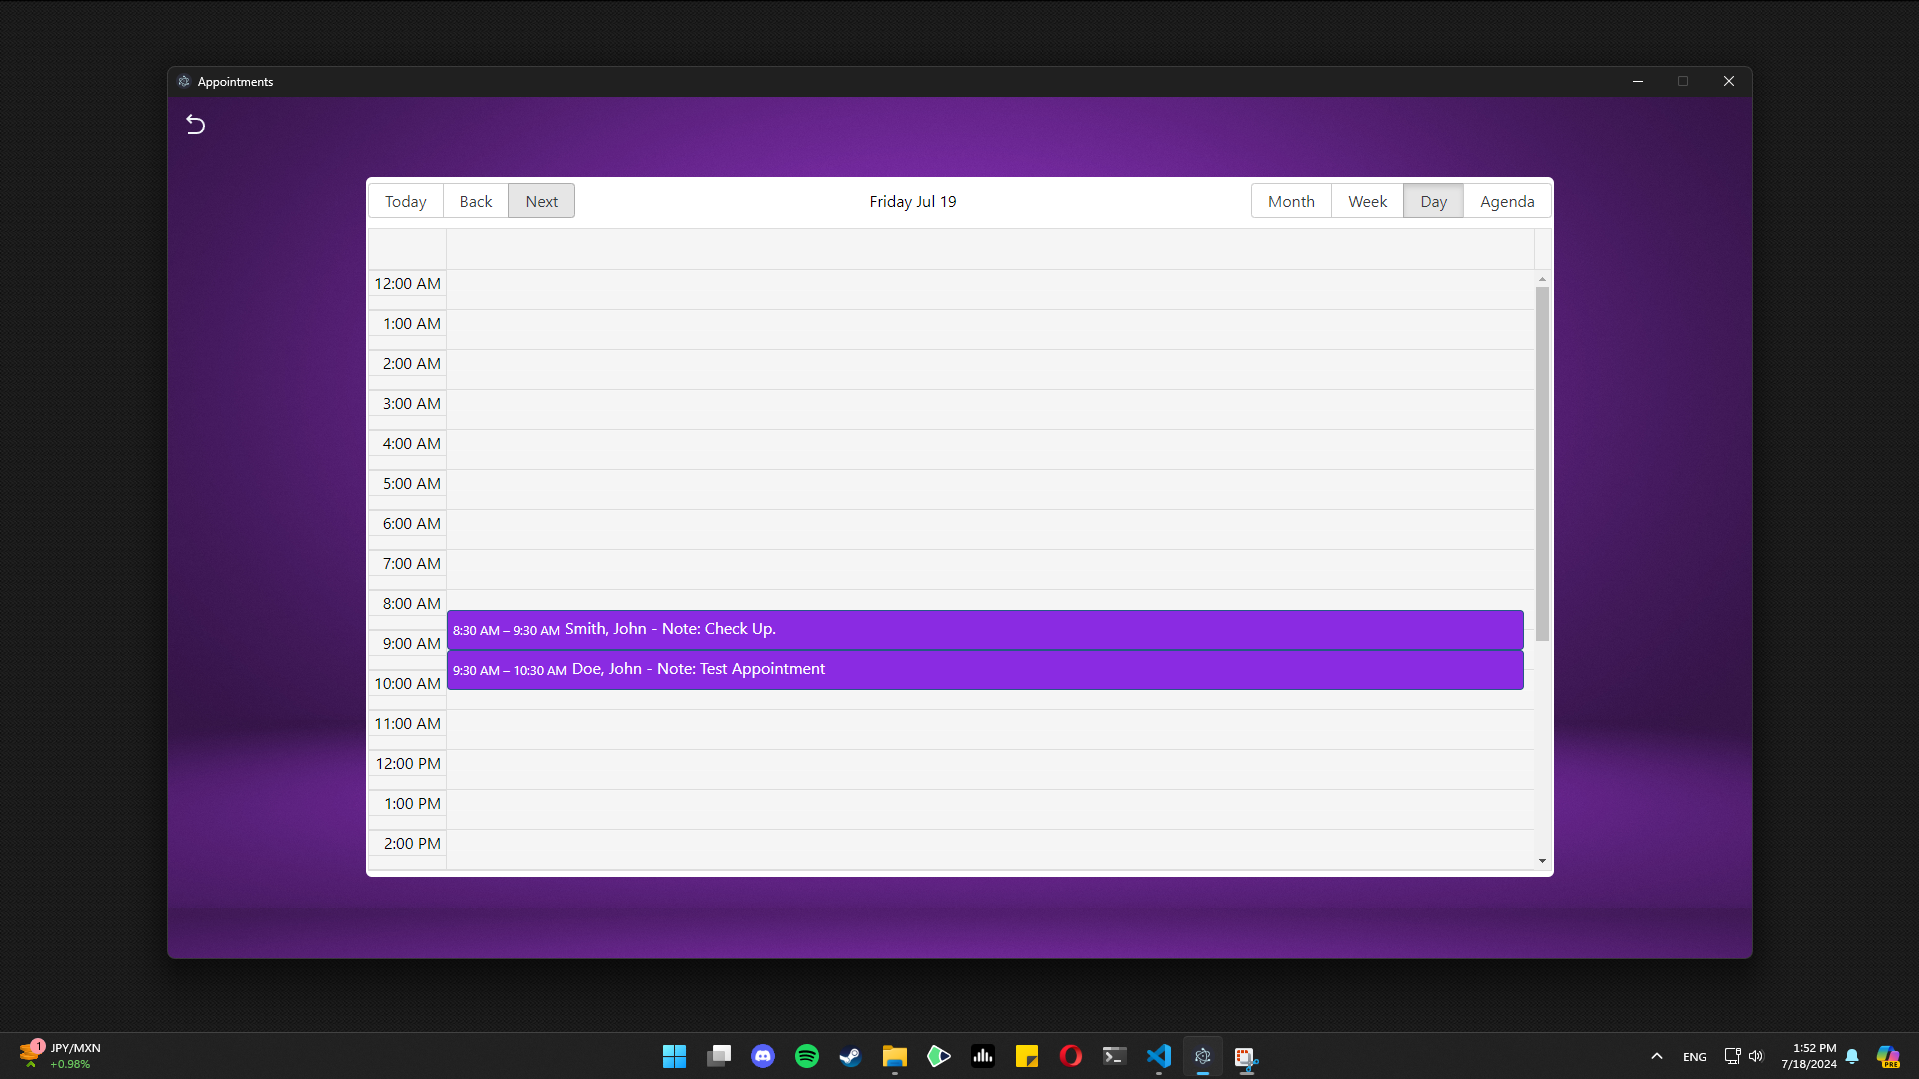 Appointments
Today Back Next Friday Jul 19 Month Week Day Agenda
12:00 AM
1:00 AM
2:00 AM
3:00 AM
4:00 AM
5:00 AM
6:00 AM
7:00 AM
8:00 AM
8:30 AM – 9:30 AM Smith, John - Note: Check Up.
9:00 AM
9:30 AM – 10:30 AM Doe, John - Note: Test Appointment
10:00 AM
11:00 AM
12:00 PM
1:00 PM
2:00 PM
1 JPY/MXN
+0.98%
ENG
1:52 PM
7/18/2024
PRE